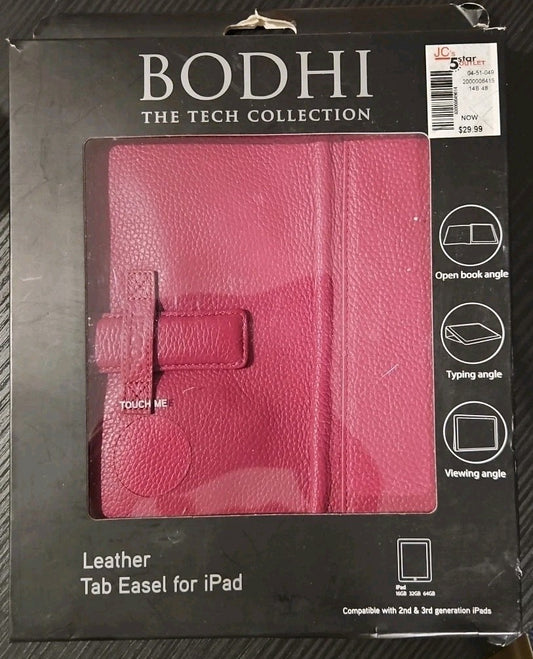 BODHI
THE TECH COLLECTION
JC's
5 star
OUTLET
04-51-049
2000006415
145 48
NOW
$29.99
Open book angle
Typing angle
TOUCH ME
Viewing angle
Leather
Tab Easel for iPad
iPad
16GB 32GB 64GB
Compatible with 2nd & 3rd generation iPads